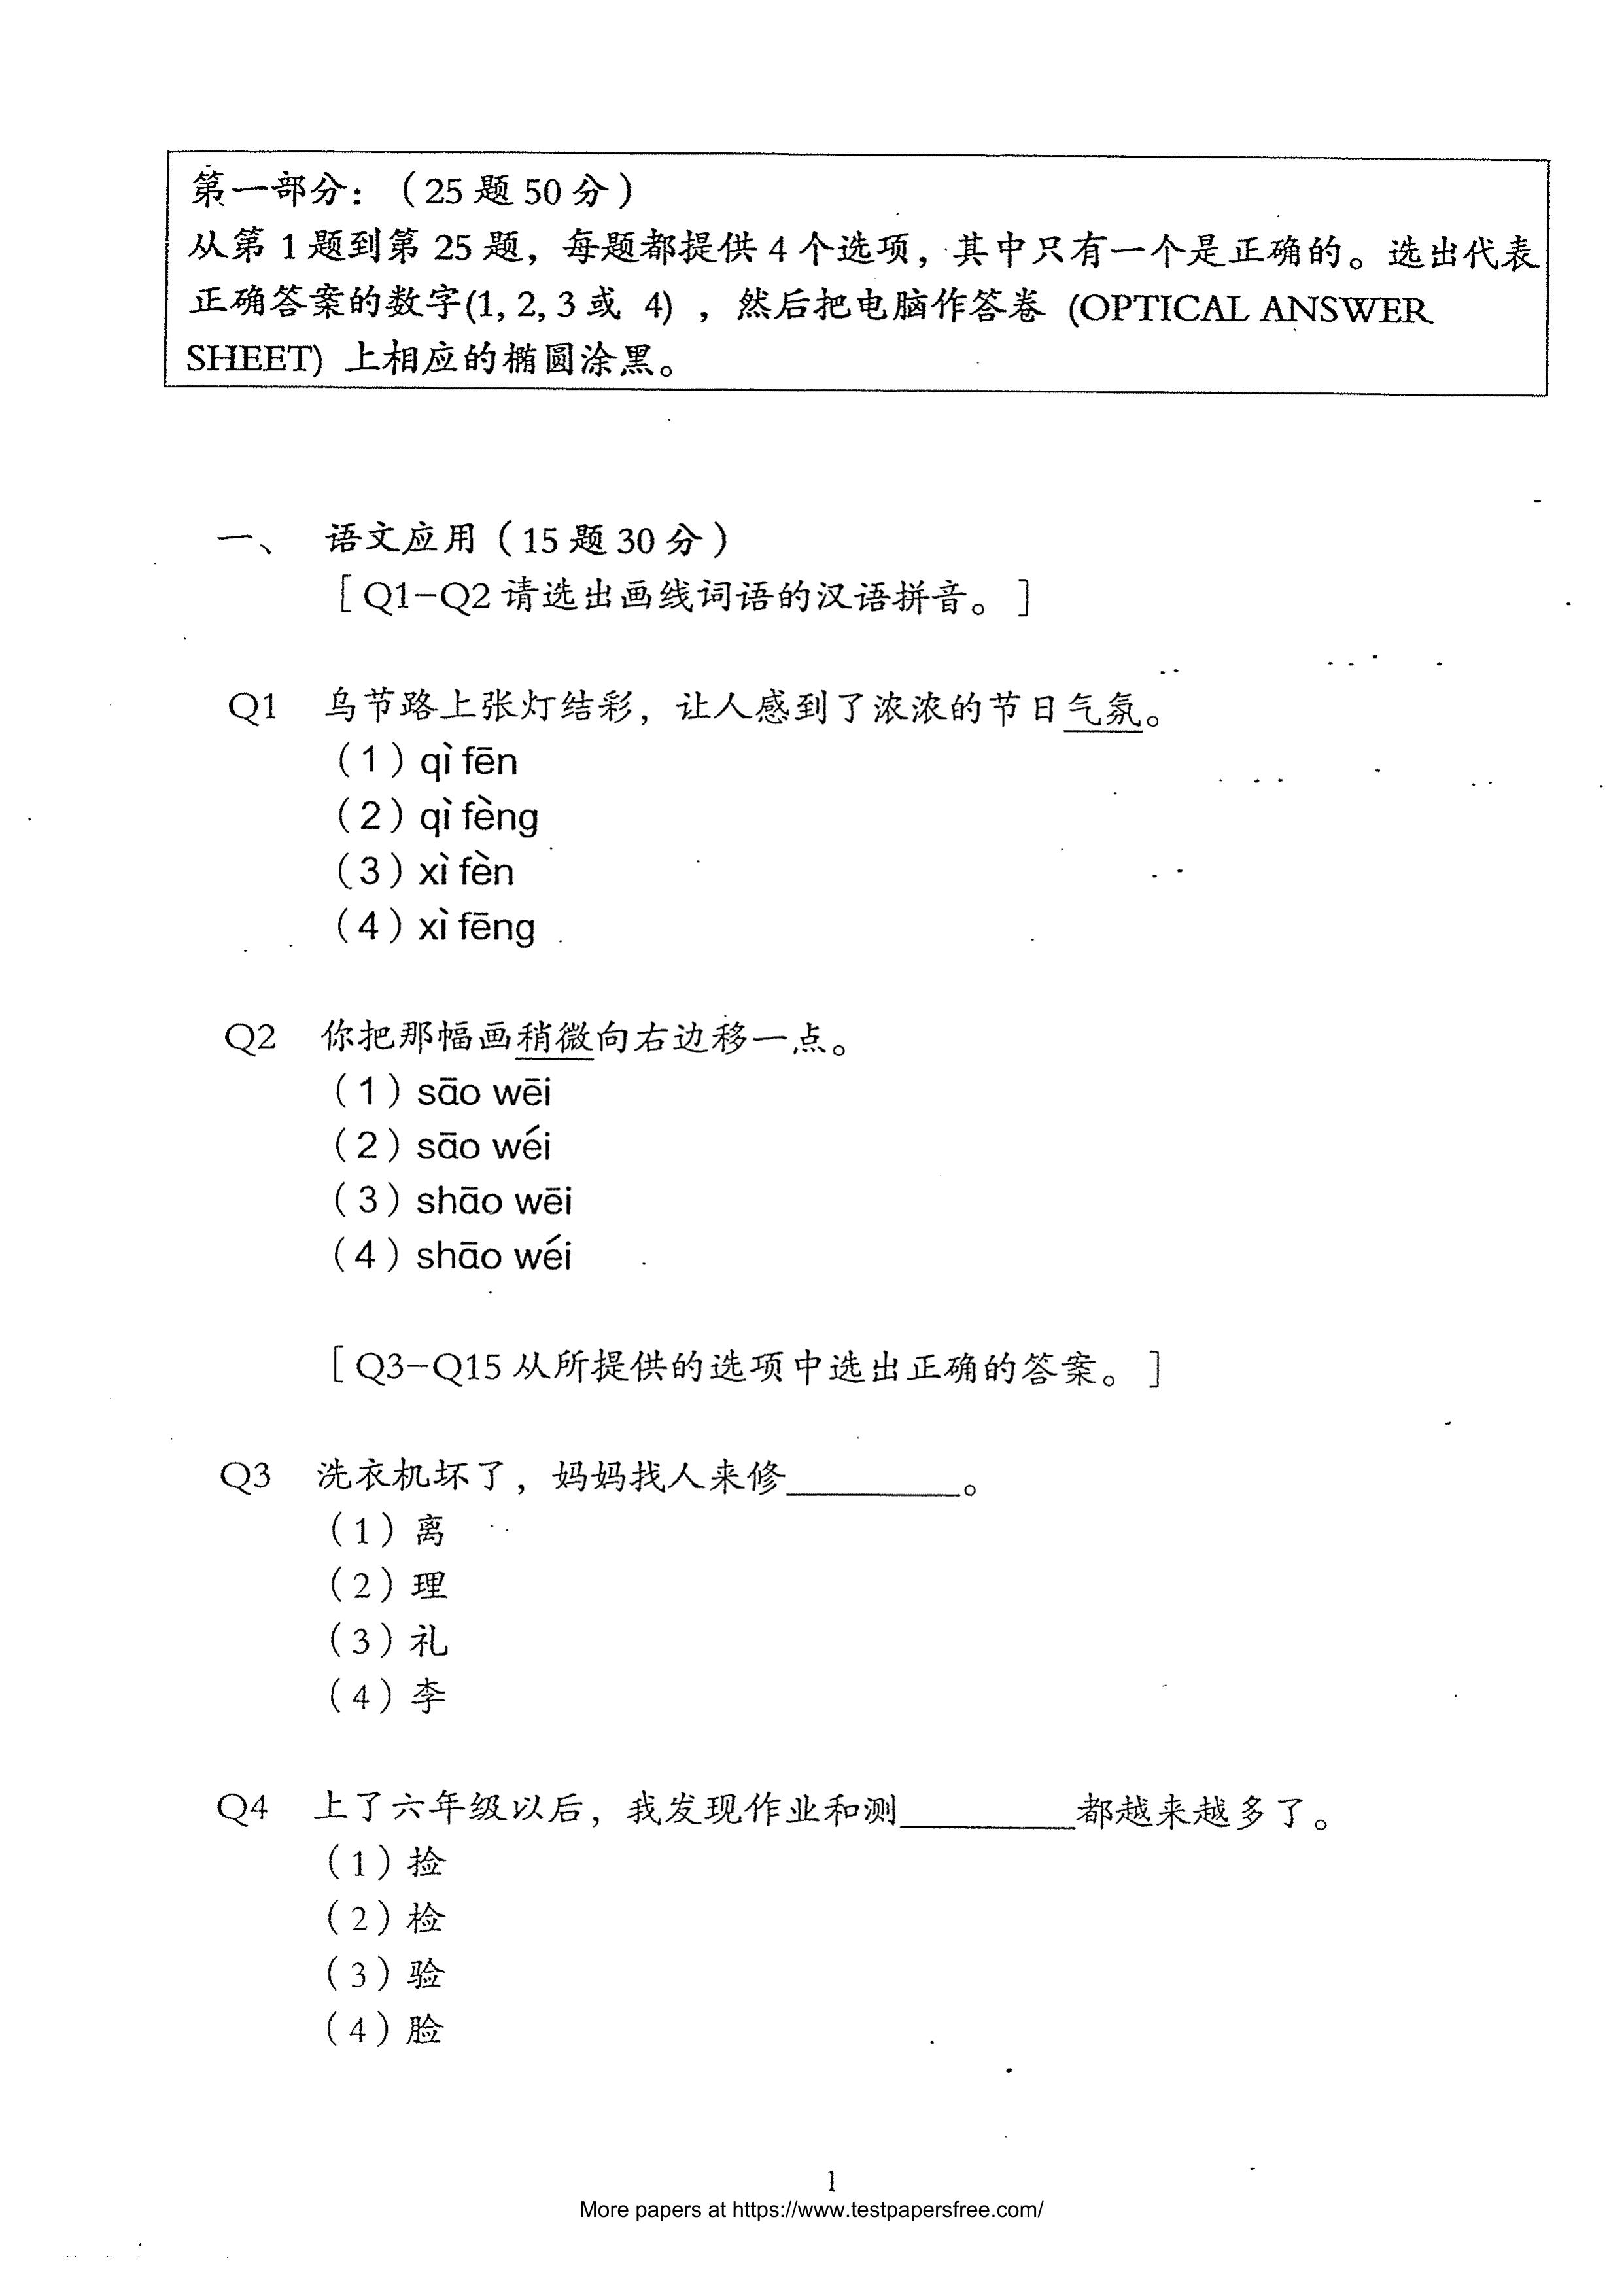 第一部分：（25 题 50 分）
从第 1 题到第 25 题，每题都提供 4 个选项，其中只有一个是正确的。选出代表
正确答案的数字(1, 2, 3 或 4) ，然后把电脑作答卷 (OPTICAL ANSWER
SHEET) 上相应的椭圆涂黑。
一、 语文应用（15 题 30 分）
[ Q1-Q2 请选出画线词语的汉语拼音。 ]
Q1 乌节路上张灯结彩，让人感到了浓浓的节日气氛。
（1）qì fēn
（2）qì fèng
（3）xì fèn
（4）xì fēng
Q2 你把那幅画稍微向右边移一点。
（1）sāo wēi
（2）sāo wéi
（3）shāo wēi
（4）shāo wéi
[ Q3-Q15 从所提供的选项中选出正确的答案。 ]
Q3 洗衣机坏了，妈妈找人来修_________。
（1）离
（2）理
（3）礼
（4）李
Q4 上了六年级以后，我发现作业和测_________都越来越多了。
（1）捡
（2）检
（3）验
（4）脸
1
More papers at https://www.testpapersfree.com/